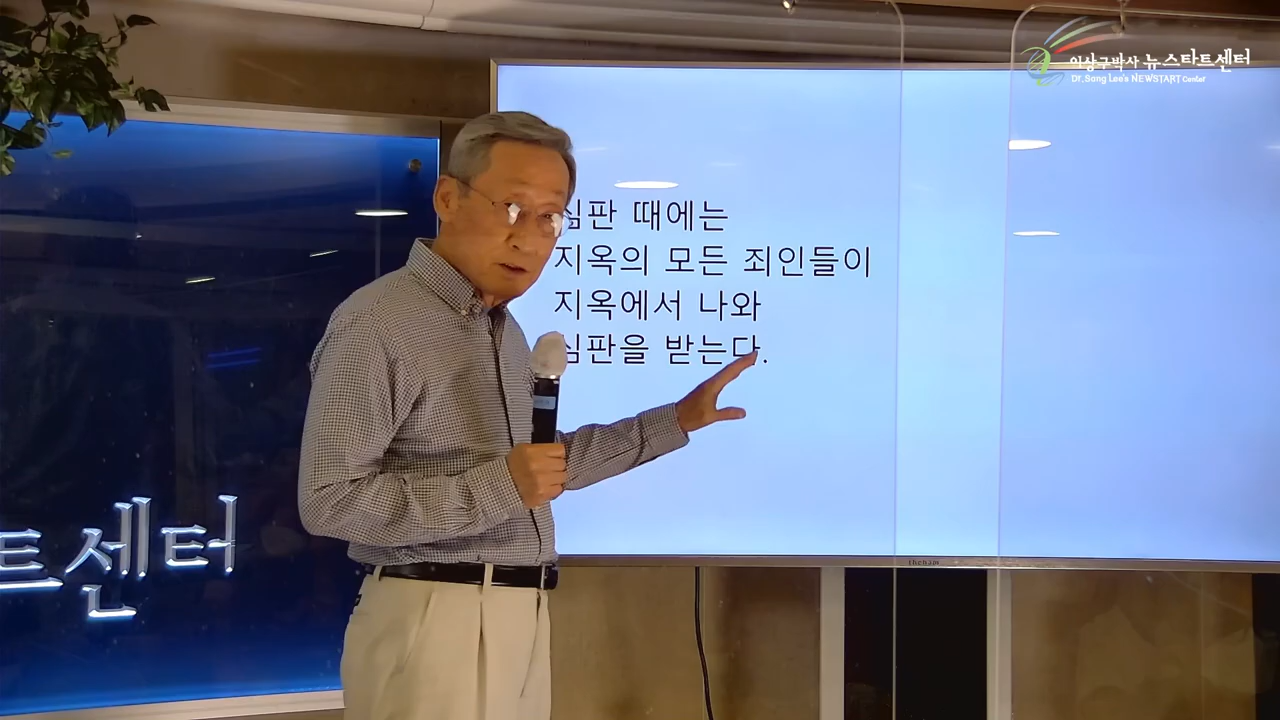 이상구박사 뉴스타트센터
Dr. Sang Lee's NEWSTART Center
심판 때에는
지옥의 모든 죄인들이
지옥에서 나와
심판을 받는다.
트센터